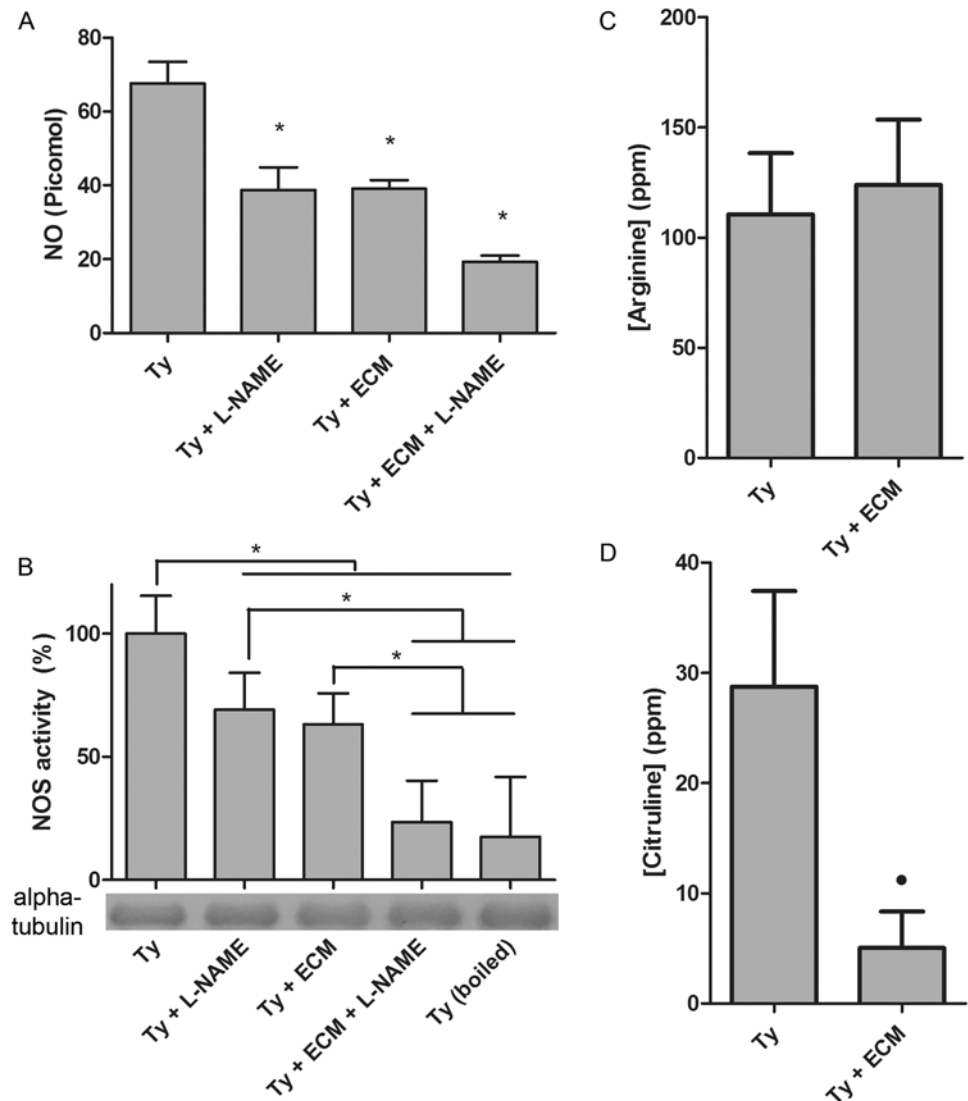 A
NO (Picomol)
80
60
40
20
0
*
*
*
Ty
Ty + L-NAME
Ty + ECM
Ty + ECM + L-NAME
B
NOS activity (%)
100
50
0
*
*
*
alpha-
tubulin
Ty
Ty + L-NAME
Ty + ECM
Ty + ECM + L-NAME
Ty (boiled)
C
[Arginine] (ppm)
200
150
100
50
0
Ty
Ty + ECM
D
[Citruline] (ppm)
40
30
20
10
0
Ty
Ty + ECM